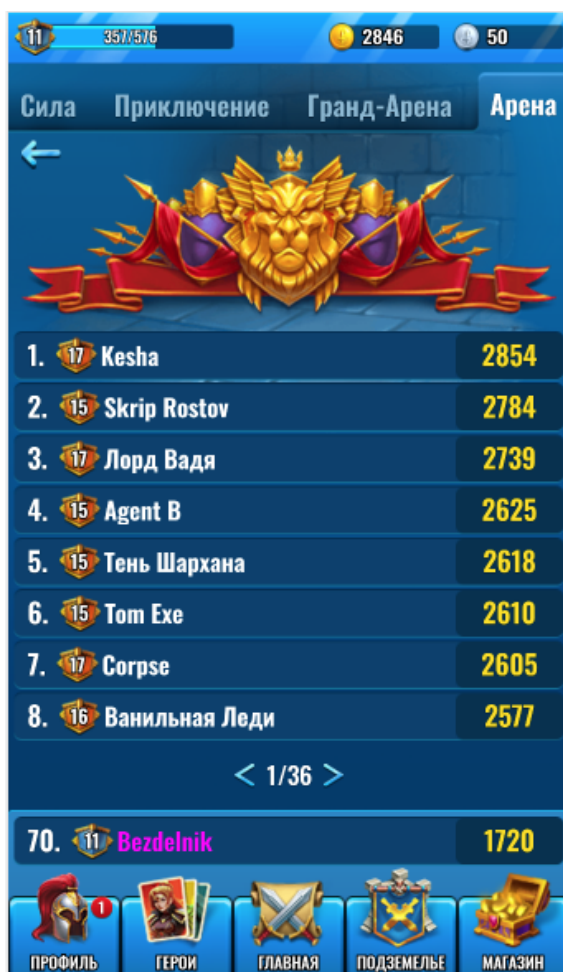 11 357/576 2846 50
Сила Приключение Гранд-Арена Арена
1. 17 Kesha 2854
2. 15 Skrip Rostov 2784
3. 17 Лорд Вадя 2739
4. 15 Agent B 2625
5. 15 Тень Шархана 2618
6. 15 Tom Exe 2610
7. 17 Corpse 2605
8. 16 Ванильная Леди 2577
< 1/36 >
70. 11 Bezdelnik 1720
1
ПРОФИЛЬ ГЕРОИ ГЛАВНАЯ ПОДЗЕМЕЛЬЕ МАГАЗИН